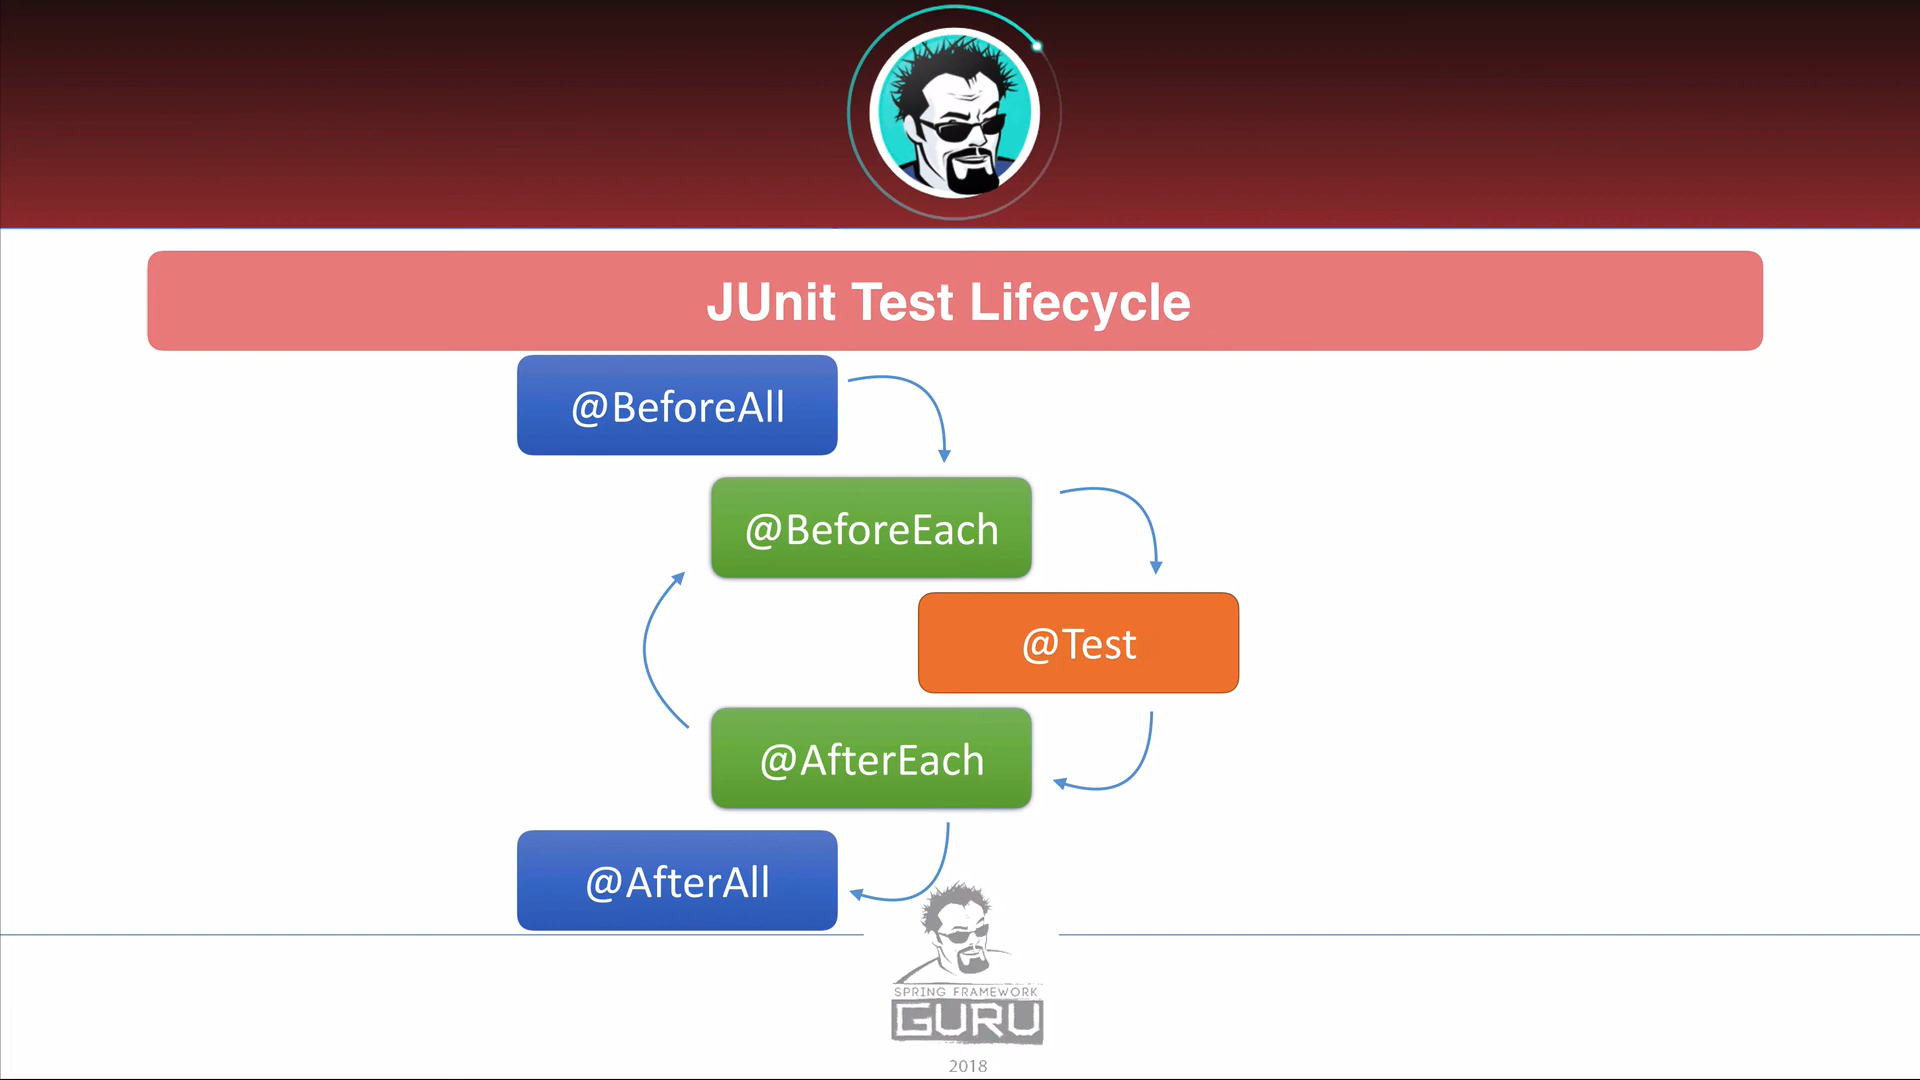 JUnit Test Lifecycle
@BeforeAll
@BeforeEach
@Test
@AfterEach
@AfterAll
SPRING FRAMEWORK
GURU
2018